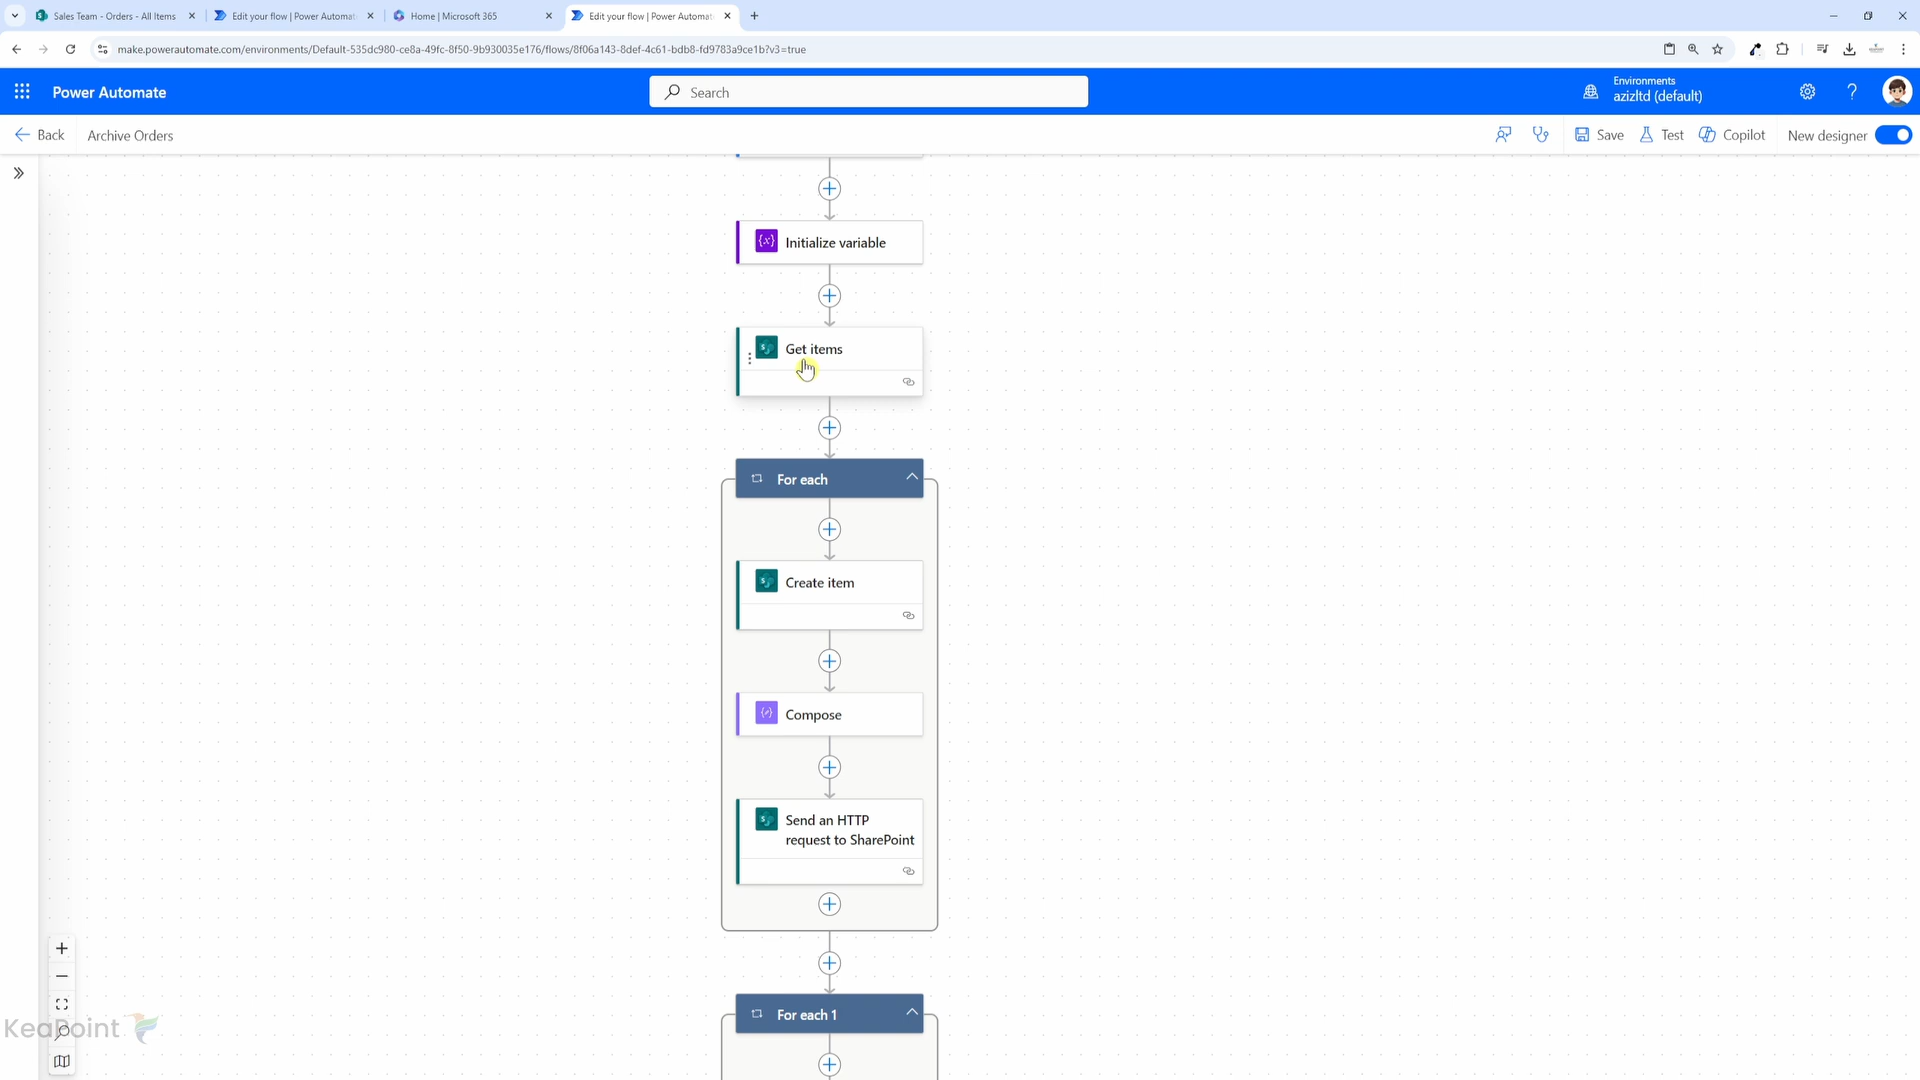 Sales Team - Orders - All Items
Edit your flow | Power Automat
Home | Microsoft 365
Edit your flow | Power Automat
make.powerautomate.com/environments/Default-535dc980-ce8a-49fc-8f50-9b930035e176/flows/8f06a143-8def-4c61-bdb8-fd9783a9ce1b?v3=true
Power Automate
Search
Environments
azizltd (default)
Back
Archive Orders
Save
Test
Copilot
New designer
Initialize variable
Get items
For each
Create item
Compose
Send an HTTP
request to SharePoint
For each 1
KeaPoint